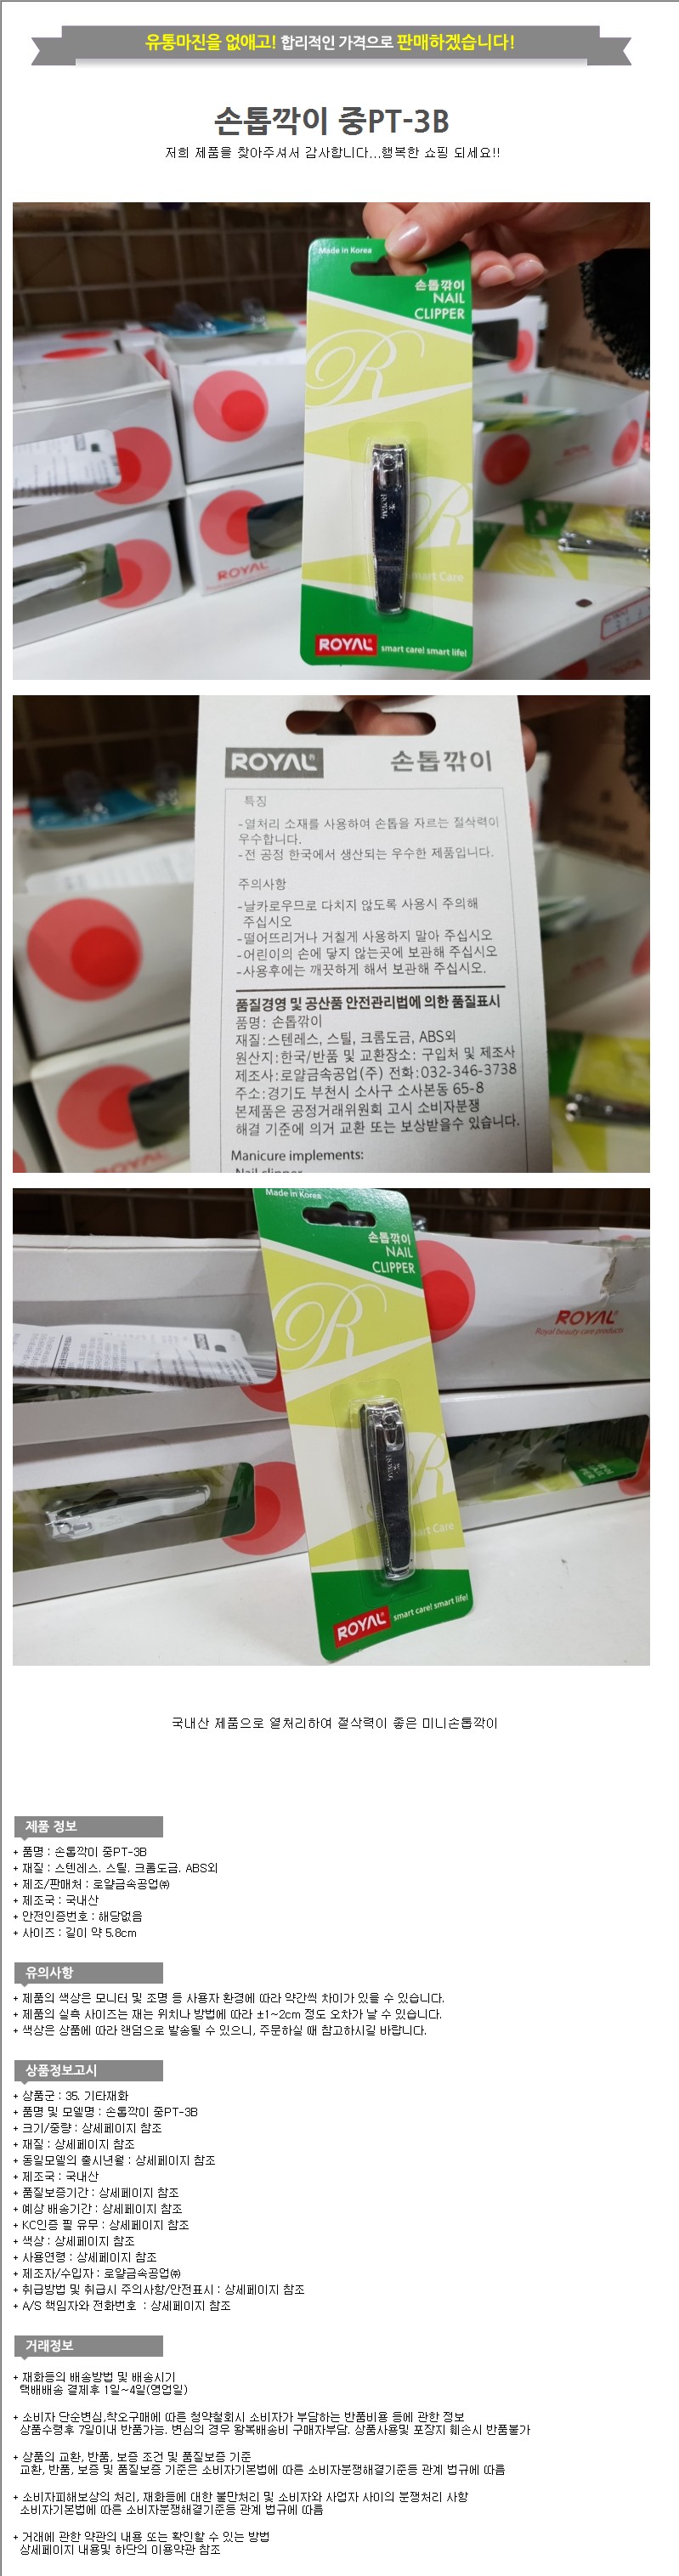 유통마진을 없애고! 합리적인 가격으로 판매하겠습니다!
손톱깍이 중PT-3B
저희 제품을 찾아주셔서 감사합니다...행복한 쇼핑 되세요!!
Made in Korea
손톱깎이
NAIL
CLIPPER
R
R
ROYAL
mart Care
ROYAL
ROYAL smart care! smart life!
ROYAL 손톱깎이
특징
-열처리 소재를 사용하여 손톱을 자르는 절삭력이
우수합니다.
-전 공정 한국에서 생산되는 우수한 제품입니다.
주의사항
-날카로우므로 다치지 않도록 사용시 주의해
주십시오
-떨어뜨리거나 거칠게 사용하지 말아 주십시오
-어린이의 손에 닿지 않는곳에 보관해 주십시오
-사용후에는 깨끗하게 해서 보관해 주십시오.
품질경영 및 공산품 안전관리법에 의한 품질표시
품명: 손톱깎이
재질:스텐레스, 스틸, 크롬도금, ABS외
원산지:한국/반품 및 교환장소: 구입처 및 제조사
제조사:로얄금속공업(주) 전화:032-346-3738
주소:경기도 부천시 소사구 소사본동 65-8
본제품은 공정거래위원회 고시 소비자분쟁
해결 기준에 의거 교환 또는 보상받을수 있습니다.
Manicure implements:
Nail clipper
Made in Korea
손톱깎이
NAIL
CLIPPER
R
R
ROYAL
Royal beauty care products
art Care
ROYAL smart care! smart life!
국내산 제품으로 열처리하여 절삭력이 좋은 미니손톱깍이
제품 정보
+ 품명 : 손톱깍이 중PT-3B
+ 재질 : 스텐레스. 스틸. 크롬도금. ABS외
+ 제조/판매처 : 로얄금속공업㈜
+ 제조국 : 국내산
+ 안전인증번호 : 해당없음
+ 사이즈 : 길이 약 5.8cm
유의사항
+ 제품의 색상은 모니터 및 조명 등 사용자 환경에 따라 약간씩 차이가 있을 수 있습니다.
+ 제품의 실측 사이즈는 재는 위치나 방법에 따라 ±1~2cm 정도 오차가 날 수 있습니다.
+ 색상은 상품에 따라 랜덤으로 발송될 수 있으니, 주문하실 때 참고하시길 바랍니다.
상품정보고시
+ 상품군 : 35. 기타재화
+ 품명 및 모델명 : 손톱깍이 중PT-3B
+ 크기/중량 : 상세페이지 참조
+ 재질 : 상세페이지 참조
+ 동일모델의 출시년월 : 상세페이지 참조
+ 제조국 : 국내산
+ 품질보증기간 : 상세페이지 참조
+ 예상 배송기간 : 상세페이지 참조
+ KC인증 필 유무 : 상세페이지 참조
+ 색상 : 상세페이지 참조
+ 사용연령 : 상세페이지 참조
+ 제조자/수입자 : 로얄금속공업㈜
+ 취급방법 및 취급시 주의사항/안전표시 : 상세페이지 참조
+ A/S 책임자와 전화번호 : 상세페이지 참조
거래정보
+ 재화등의 배송방법 및 배송시기
택배배송 결제후 1일~4일(영업일)
+ 소비자 단순변심,착오구매에 따른 청약철회시 소비자가 부담하는 반품비용 등에 관한 정보
상품수령후 7일이내 반품가능. 변심의 경우 왕복배송비 구매자부담. 상품사용및 포장지 훼손시 반품불가
+ 상품의 교환, 반품, 보증 조건 및 품질보증 기준
교환, 반품, 보증 및 품질보증 기준은 소비자기본법에 따른 소비자분쟁해결기준등 관계 법규에 따름
+ 소비자피해보상의 처리, 재화등에 대한 불만처리 및 소비자와 사업자 사이의 분쟁처리 사항
소비자기본법에 따른 소비자분쟁해결기준등 관계 법규에 따름
+ 거래에 관한 약관의 내용 또는 확인할 수 있는 방법
상세페이지 내용및 하단의 이용약관 참조